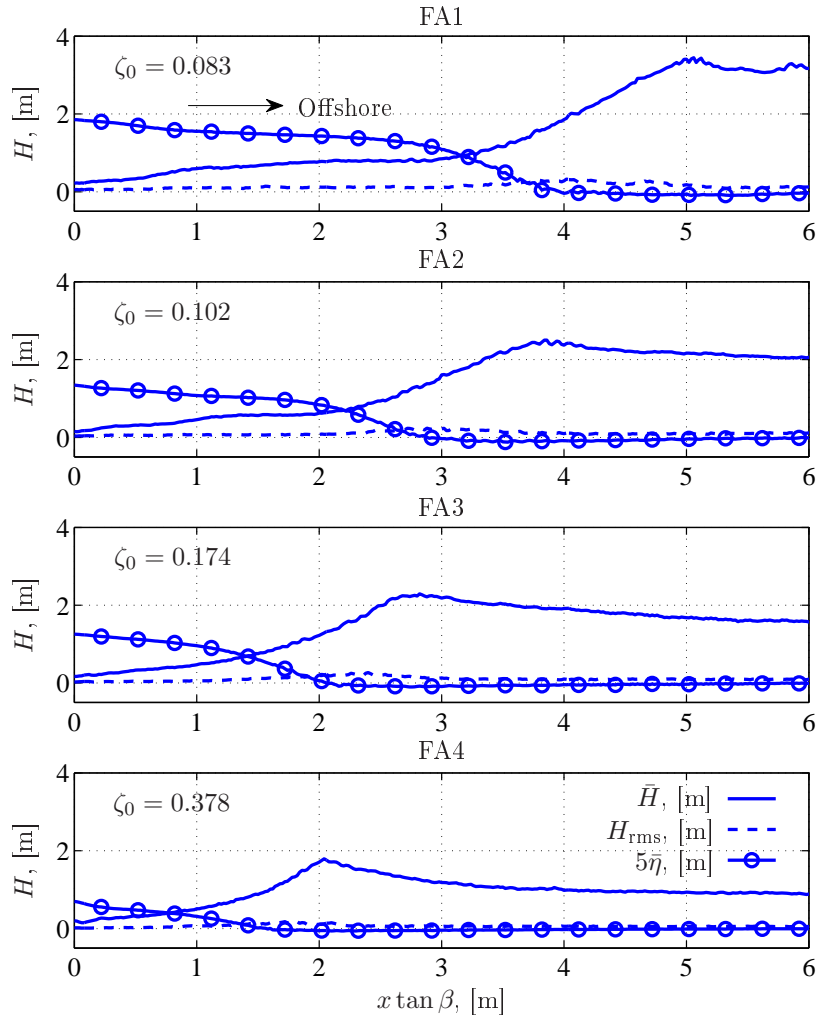 FA1
4
ζ₀ = 0.083
Offshore
2
H, [m]
0
0 1 2 3 4 5 6
FA2
4
ζ₀ = 0.102
2
H, [m]
0
0 1 2 3 4 5 6
FA3
4
ζ₀ = 0.174
2
H, [m]
0
0 1 2 3 4 5 6
FA4
4
ζ₀ = 0.378
H̄, [m]
H_rms, [m]
5η̄, [m]
2
H, [m]
0
0 1 2 3 4 5 6
x tan β, [m]